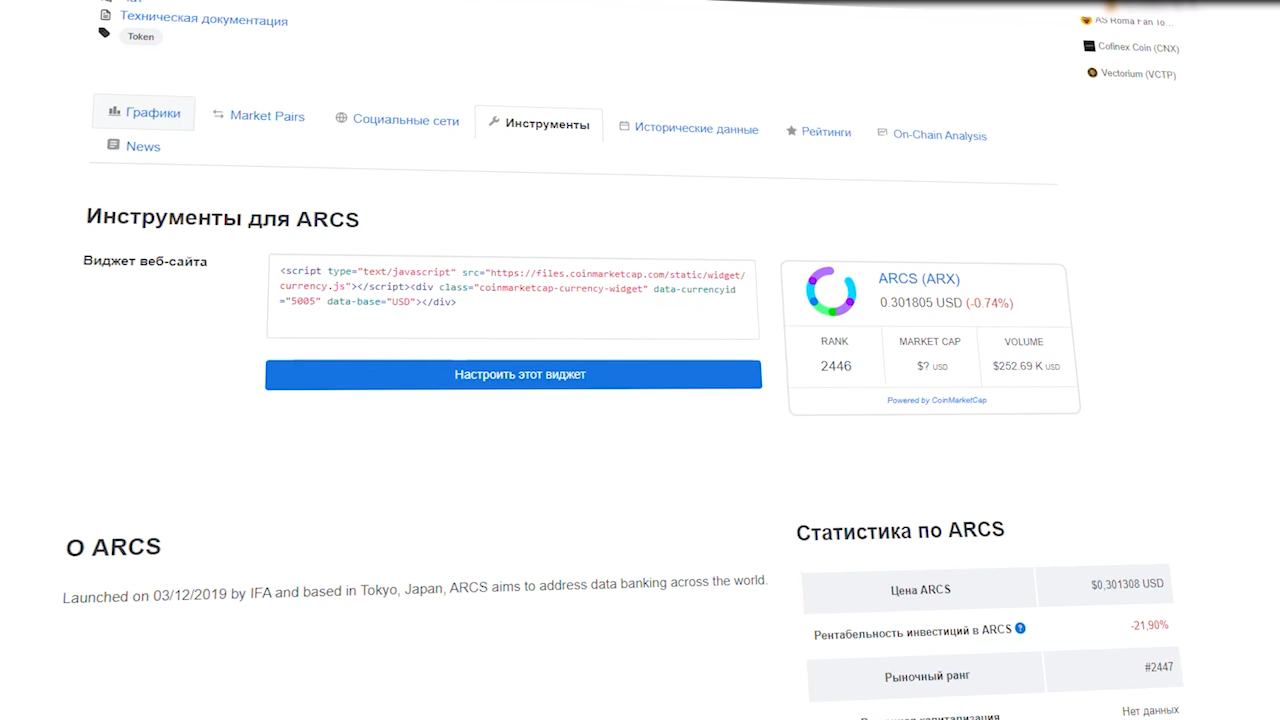 Техническая документация
Token
AS Roma Fan To...
Cofinex Coin (CNX)
Vectorium (VCTP)
Графики
Market Pairs
Социальные сети
Инструменты
Исторические данные
Рейтинги
On-Chain Analysis
News
Инструменты для ARCS
Виджет веб-сайта
<script type="text/javascript" src="https://files.coinmarketcap.com/static/widget/
currency.js"></script><div class="coinmarketcap-currency-widget" data-currencyid
="5005" data-base="USD"></div>
Настроить этот виджет
ARCS (ARX)
0.301805 USD (-0.74%)
RANK
2446
MARKET CAP
$? USD
VOLUME
$252.69 K USD
Powered by CoinMarketCap
О ARCS
Launched on 03/12/2019 by IFA and based in Tokyo, Japan, ARCS aims to address data banking across the world.
Статистика по ARCS
Цена ARCS
$0,301308 USD
Рентабельность инвестиций в ARCS
-21,90%
Рыночный ранг
#2447
капитализация
Нет данных